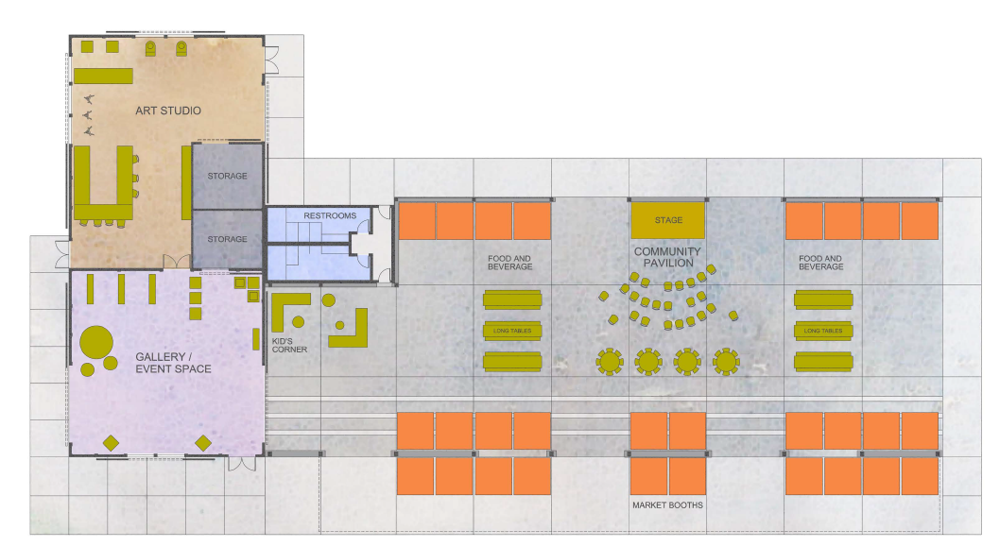 ART STUDIO
STORAGE
STORAGE
RESTROOMS
STAGE
COMMUNITY
PAVILION
FOOD AND
BEVERAGE
FOOD AND
BEVERAGE
LONG TABLES
LONG TABLES
KID'S
CORNER
GALLERY /
EVENT SPACE
MARKET BOOTHS